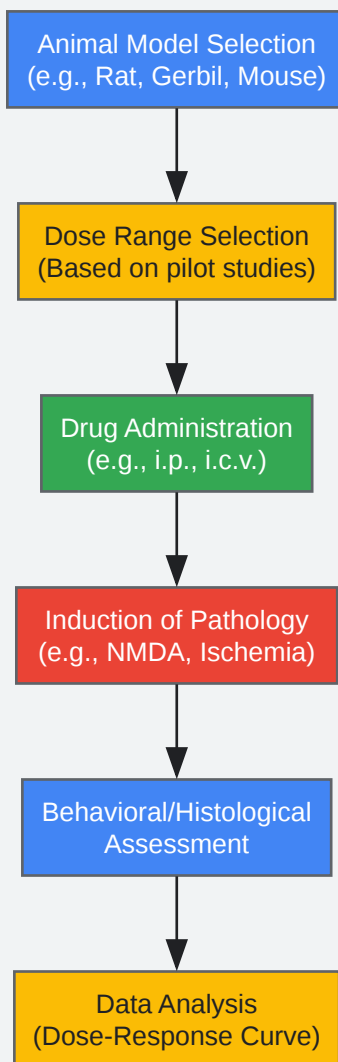 Animal Model Selection
(e.g., Rat, Gerbil, Mouse)
Dose Range Selection
(Based on pilot studies)
Drug Administration
(e.g., i.p., i.c.v.)
Induction of Pathology
(e.g., NMDA, Ischemia)
Behavioral/Histological
Assessment
Data Analysis
(Dose-Response Curve)